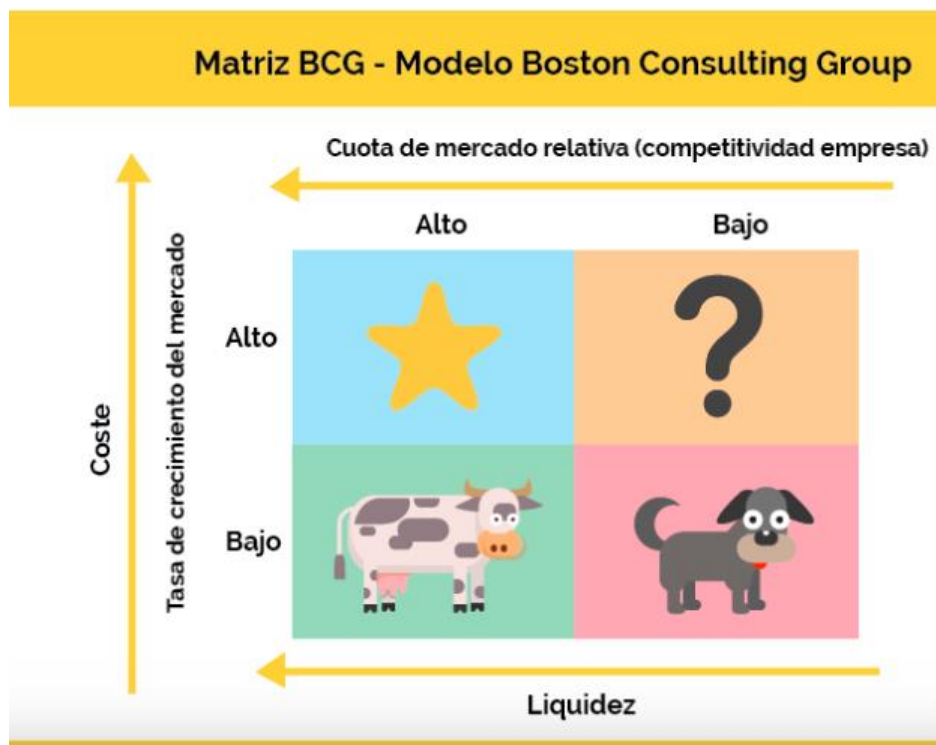 Matriz BCG - Modelo Boston Consulting Group
Cuota de mercado relativa (competitividad empresa)
Alto
Bajo
Coste
Tasa de crecimiento del mercado
Alto
?
Bajo
Liquidez